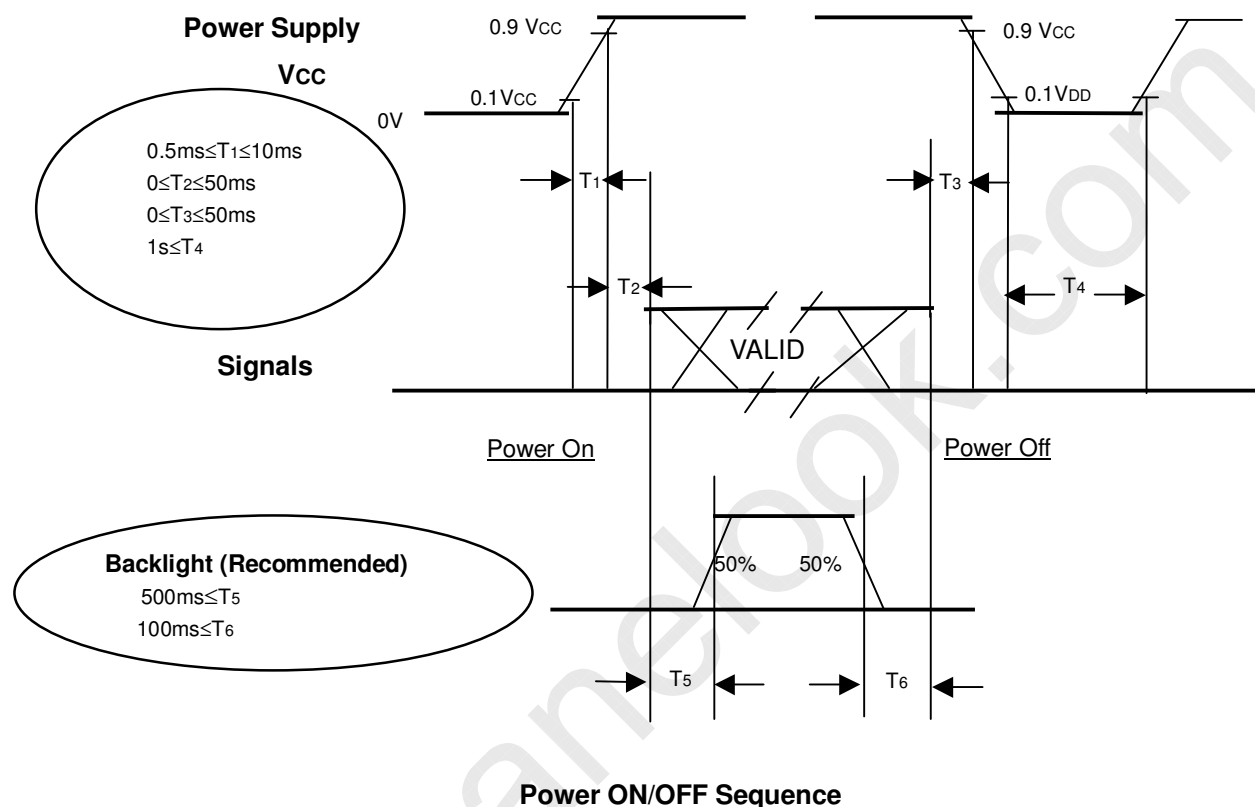 Power Supply
0.9 VCC
0.9 VCC
VCC
0.1VCC
0.1VDD
0V
0.5ms≤T1≤10ms
0≤T2≤50ms
0≤T3≤50ms
1s≤T4
T1
T3
T2
T4
VALID
Signals
Power On
Power Off
Backlight (Recommended)
500ms≤T5
100ms≤T6
50%
50%
T5
T6
Power ON/OFF Sequence
anelook.com